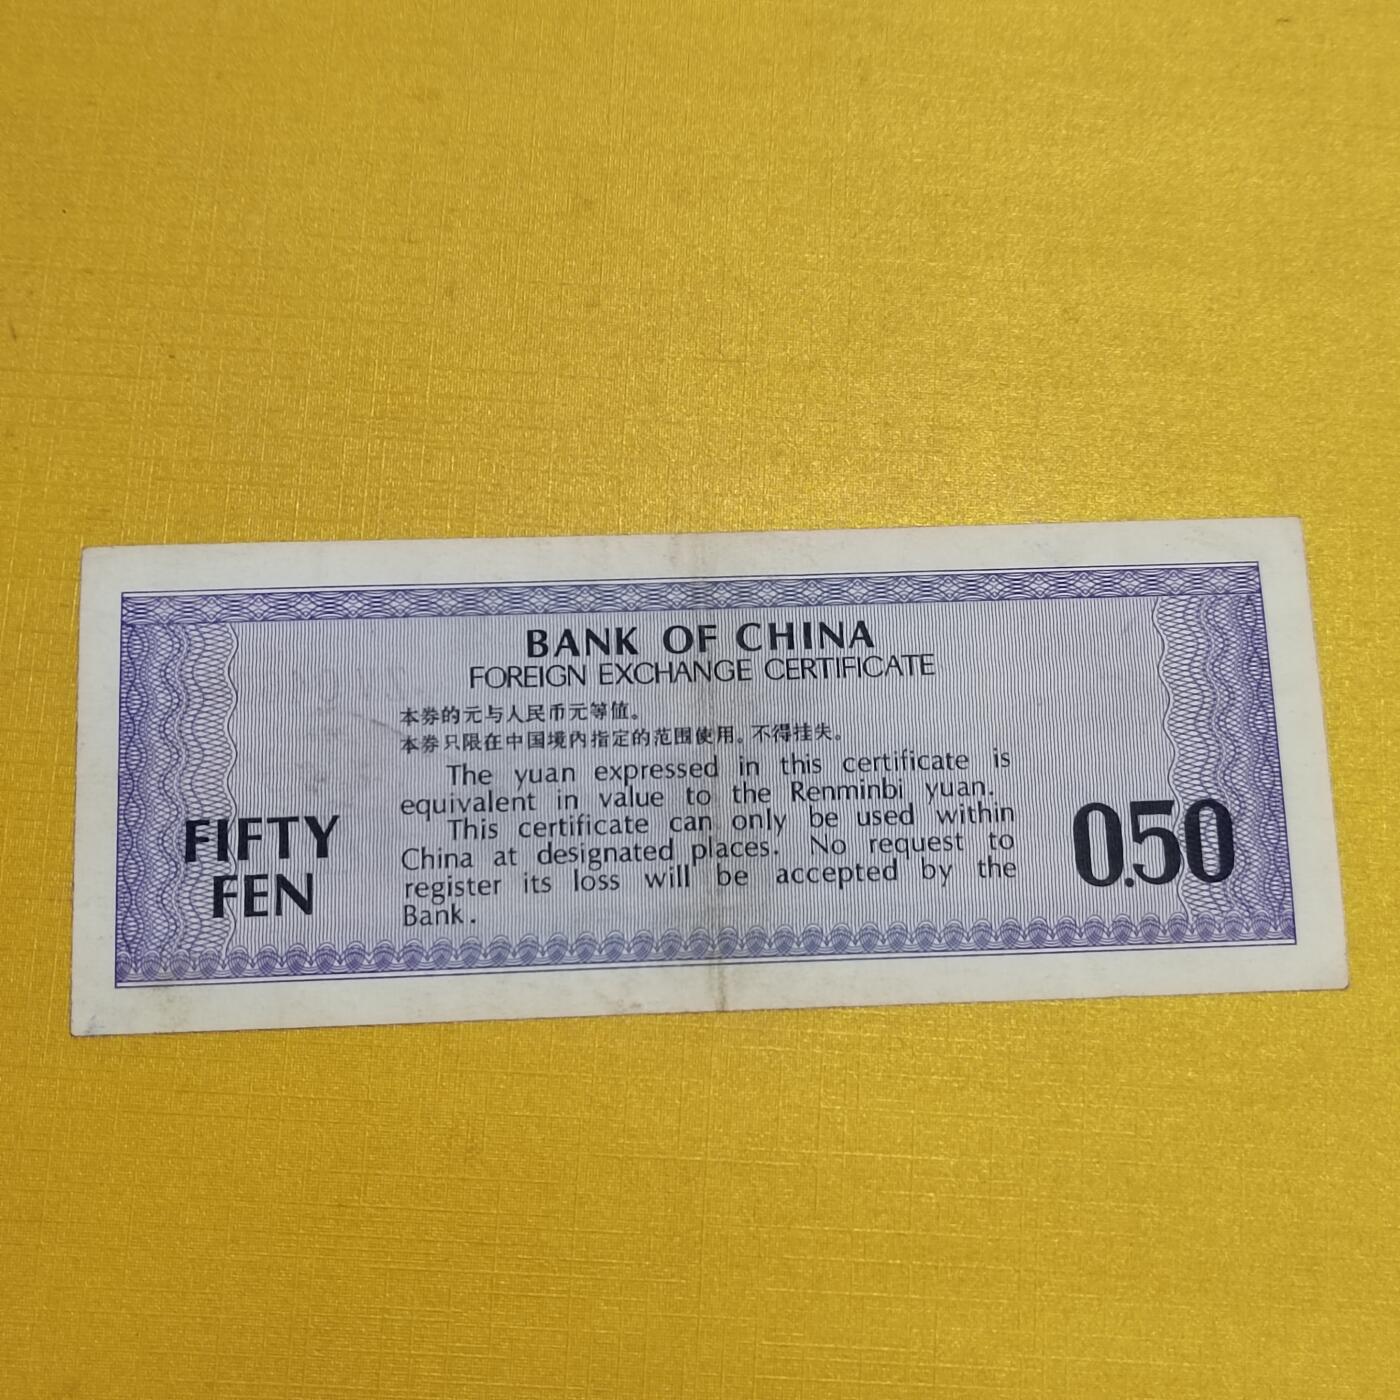 BANK OF CHINA
FOREIGN EXCHANGE CERTIFICATE
本券的元与人民币元等值。
本券只限在中国境内指定的范围使用。不得挂失。
The yuan expressed in this certificate is
equivalent in value to the Renminbi yuan.
This certificate can only be used within
China at designated places. No request to
register its loss will be accepted by the
Bank.
FIFTY
FEN
0.50